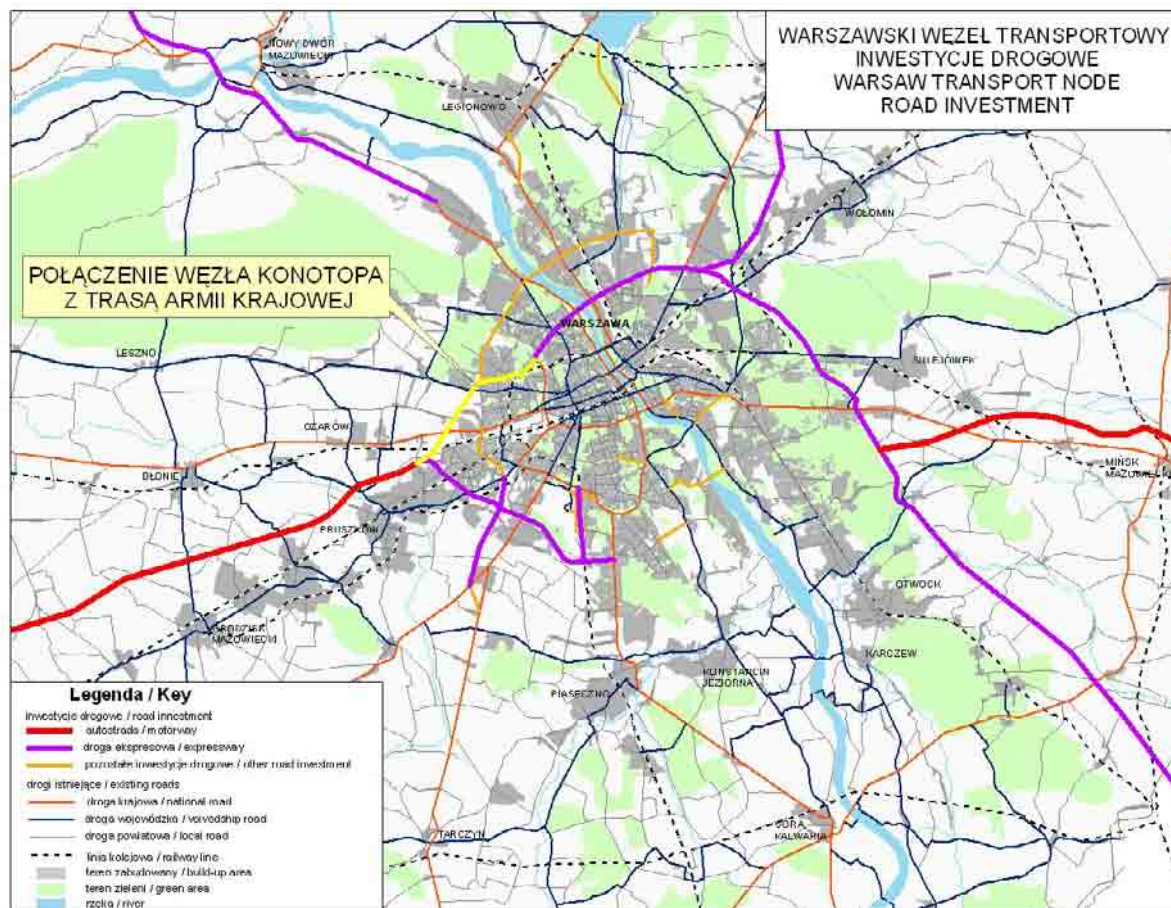 WARSZAWSKI WĘZEŁ TRANSPORTOWY
INWESTYCJE DROGOWE
WARSAW TRANSPORT NODE
ROAD INVESTMENT
NOWY DWÓR
MAZOWIECKI
LEGIONOWO
WOŁOMIN
POŁĄCZENIE WĘZŁA KONOTOPA
Z TRASĄ ARMII KRAJOWEJ
WARSZAWA
LESZNO
SULEJÓWEK
OŻARÓW
BŁONIE
MIŃSK
MAZOWIECKI
PRUSZKÓW
OTWOCK
GRODZISK
MAZOWIECKI
KARCZEW
KONSTANCIN
JEZIORNA
PIASECZNO
GÓRA
KALWARIA
TARCZYN
Legenda / Key
inwestycje drogowe / road innestment
autostrada / motorway
droga ekspresowa / expressway
pozostałe inwestycje drogowe / other road investment
drogi istniejące / existing roads
droga krajowa / national road
droga wojewódzka / voivodship road
droga powiatowa / local road
linia kolejowa / railway line
teren zabudowany / build-up area
teren zieleni / green area
rzeka / river